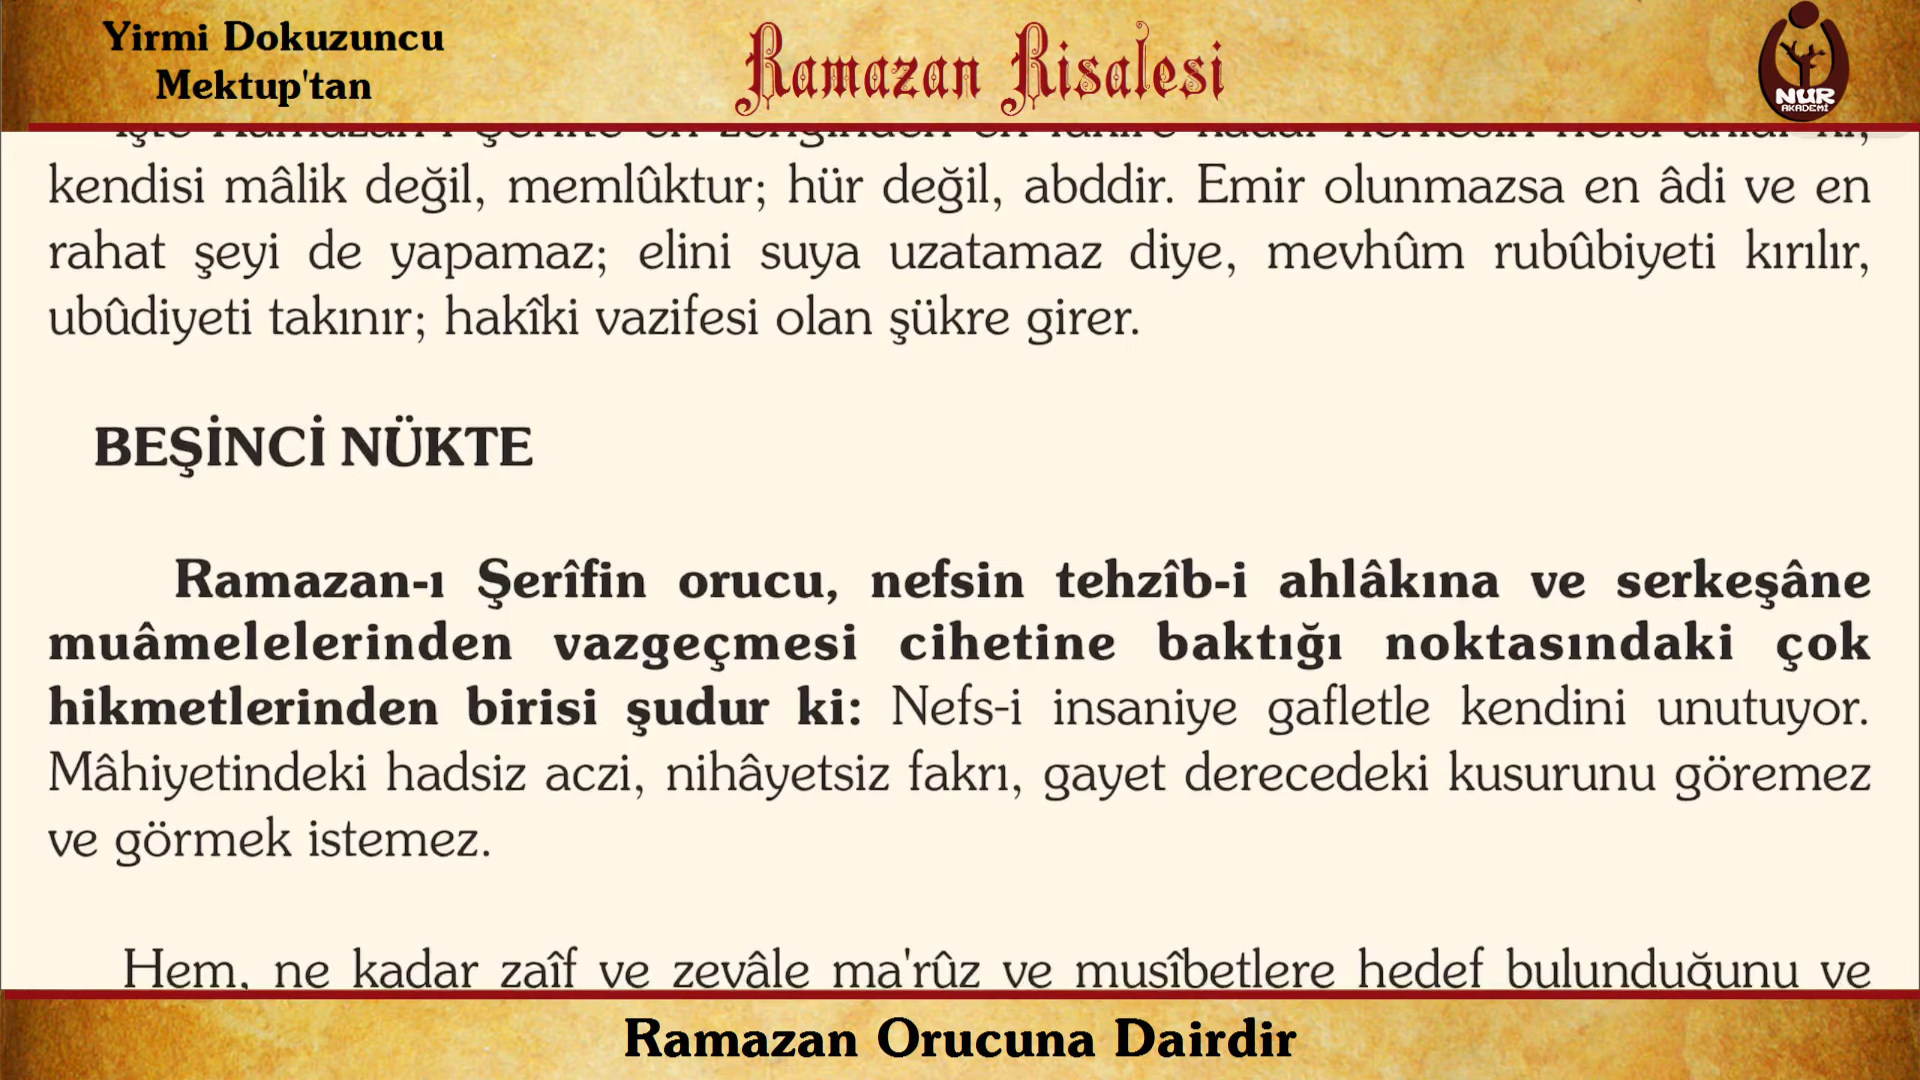 Yirmi Dokuzuncu
Mektup'tan
Ramazan Risalesi
NUR
AKADEMİ
kendisi mâlik değil, memlûktur; hür değil, abddir. Emir olunmazsa en âdi ve en
rahat şeyi de yapamaz; elini suya uzatamaz diye, mevhûm rubûbiyeti kırılır,
ubûdiyeti takınır; hakîki vazifesi olan şükre girer.
BEŞİNCİ NÜKTE
Ramazan-ı Şerîfin orucu, nefsin tehzîb-i ahlâkına ve serkeşâne
muâmelelerinden vazgeçmesi cihetine baktığı noktasındaki çok
hikmetlerinden birisi şudur ki: Nefs-i insaniye gafletle kendini unutuyor.
Mâhiyetindeki hadsiz aczi, nihâyetsiz fakrı, gayet derecedeki kusurunu göremez
ve görmek istemez.
Hem, ne kadar zaîf ve zevâle ma'rûz ve musîbetlere hedef bulunduğunu ve
Ramazan Orucuna Dairdir